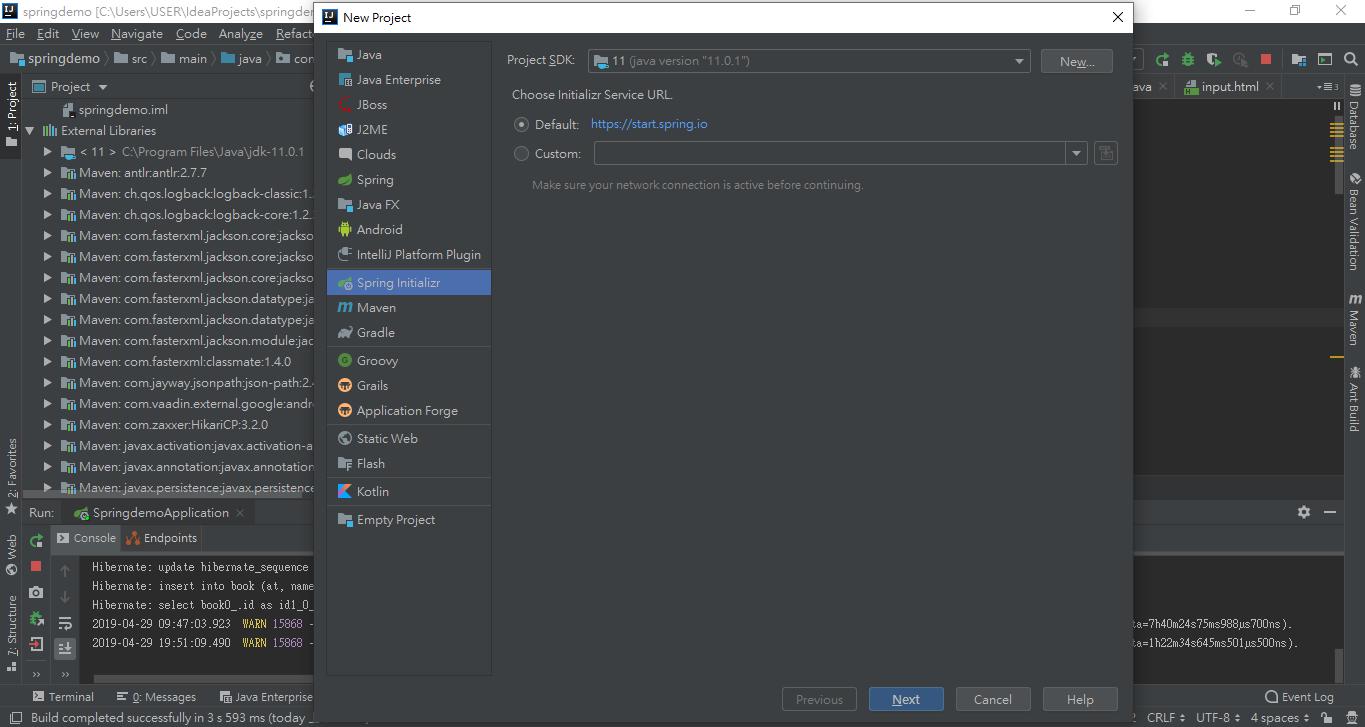 springdemo [C:\Users\USER\IdeaProjects\springdem
File Edit View Navigate Code Analyze Refact
springdemo src main java con
1: Project
Project
springdemo.iml
External Libraries
< 11 > C:\Program Files\Java\jdk-11.0.1
Maven: antlr:antlr:2.7.7
Maven: ch.qos.logback:logback-classic:1.
Maven: ch.qos.logback:logback-core:1.2.
Maven: com.fasterxml.jackson.core:jackso
Maven: com.fasterxml.jackson.core:jackso
Maven: com.fasterxml.jackson.core:jackso
Maven: com.fasterxml.jackson.datatype:ja
Maven: com.fasterxml.jackson.datatype:ja
Maven: com.fasterxml.jackson.module:jac
Maven: com.fasterxml:classmate:1.4.0
Maven: com.jayway.jsonpath:json-path:2.4
Maven: com.vaadin.external.google:andro
Maven: com.zaxxer:HikariCP:3.2.0
Maven: javax.activation:javax.activation-a
Maven: javax.annotation:javax.annotation
Maven: javax.persistence:javax.persistence
2: Favorites
Web
7: Structure
New Project
Java
Java Enterprise
JBoss
J2ME
Clouds
Spring
Java FX
Android
IntelliJ Platform Plugin
Spring Initializr
Maven
Gradle
Groovy
Grails
Application Forge
Static Web
Flash
Kotlin
Empty Project
Project SDK: 11 (java version "11.0.1") New...
Choose Initializr Service URL.
Default: https://start.spring.io
Custom:
Make sure your network connection is active before continuing.
Previous Next Cancel Help
ava input.html 3
Database
Bean Validation
Maven
Ant Build
Run: SpringdemoApplication
Console Endpoints
Hibernate: update hibernate_sequence
Hibernate: insert into book (at, name
Hibernate: select book0_.id as id1_0_
2019-04-29 09:47:03.923 WARN 15868 - ta=7h40m24s75ms988µs700ns).
2019-04-29 19:51:09.490 WARN 15868 - ta=1h22m34s645ms501µs500ns).
Terminal 0: Messages Java Enterprise Event Log
Build completed successfully in 3 s 593 ms (today CRLF UTF-8 4 spaces